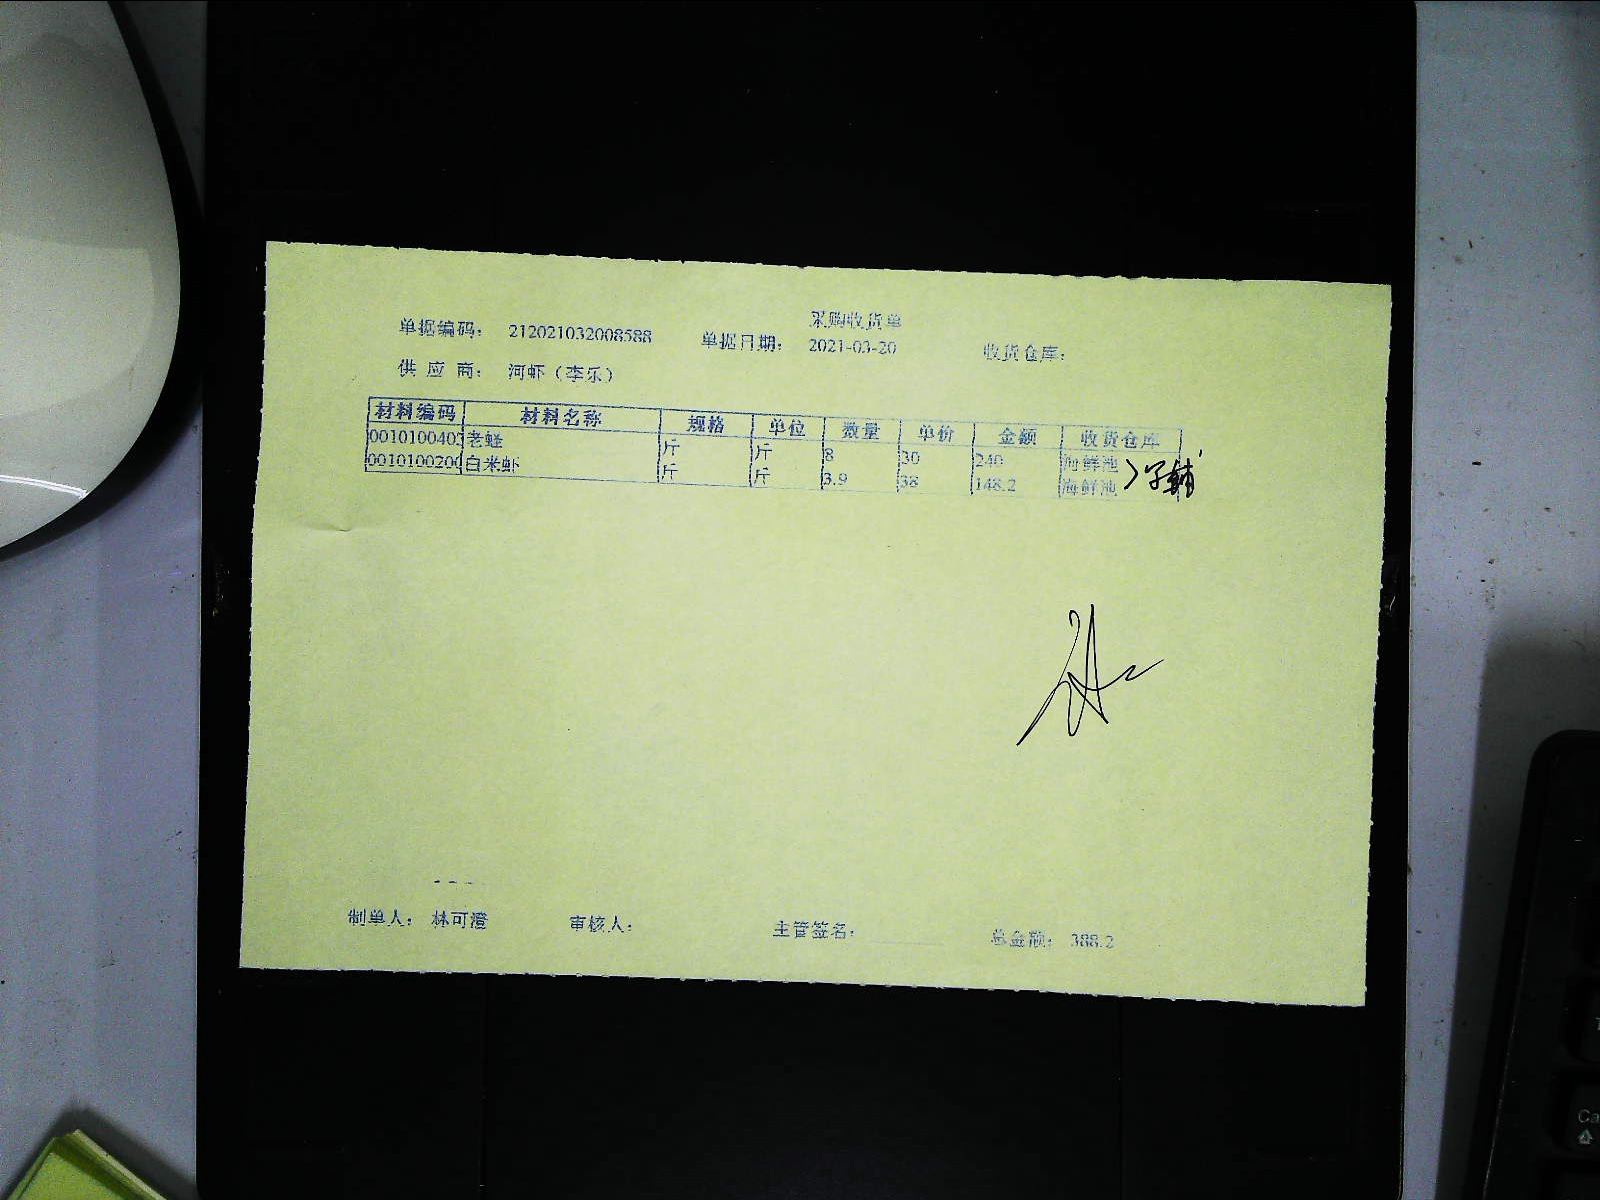 采购收货单
单据编码: 212021032008588 单据日期: 2021-03-20 收货仓库:
供应商: 河虾（李乐）
材料编码 材料名称 规格 单位 数量 单价 金额 收货仓库
0010100403 老蛏 斤 斤 8 30 240 海鲜池
0010100200 白米虾 斤 斤 3.9 38 148.2 海鲜池
制单人: 林可澄 审核人: 主管签名: 总金额: 388.2